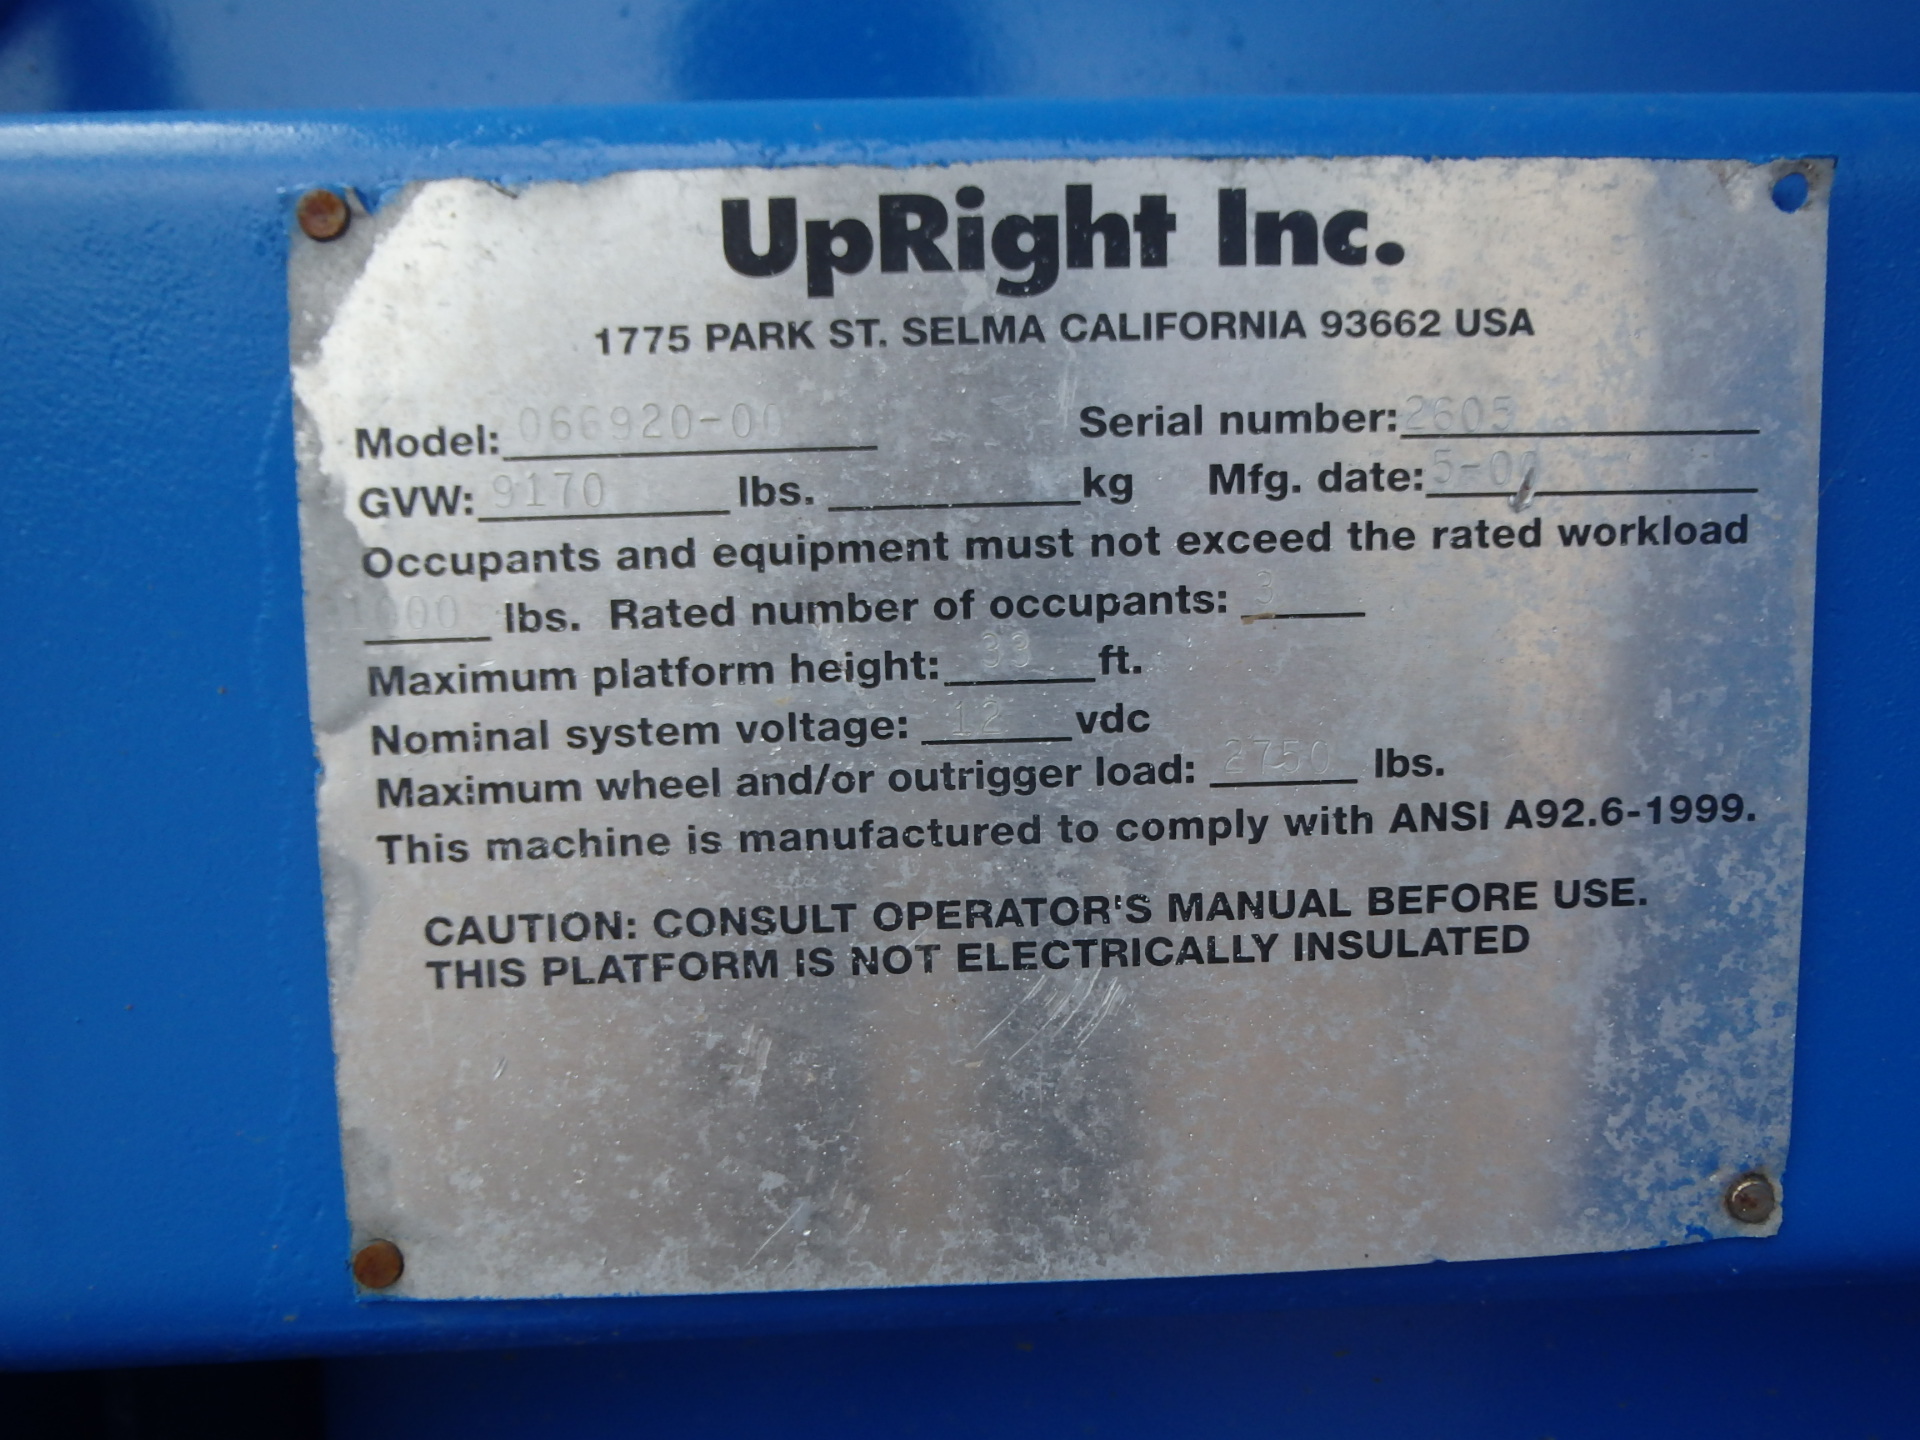 UpRight Inc.
1775 PARK ST. SELMA CALIFORNIA 93662 USA
Model: 066920-00 Serial number: 2605
GVW: 9170 lbs. kg Mfg. date:
Occupants and equipment must not exceed the rated workload
1000 lbs. Rated number of occupants: 3
Maximum platform height: 33 ft.
Nominal system voltage: 12 vdc
Maximum wheel and/or outrigger load: 2750 lbs.
This machine is manufactured to comply with ANSI A92.6-1999.
CAUTION: CONSULT OPERATOR'S MANUAL BEFORE USE.
THIS PLATFORM IS NOT ELECTRICALLY INSULATED